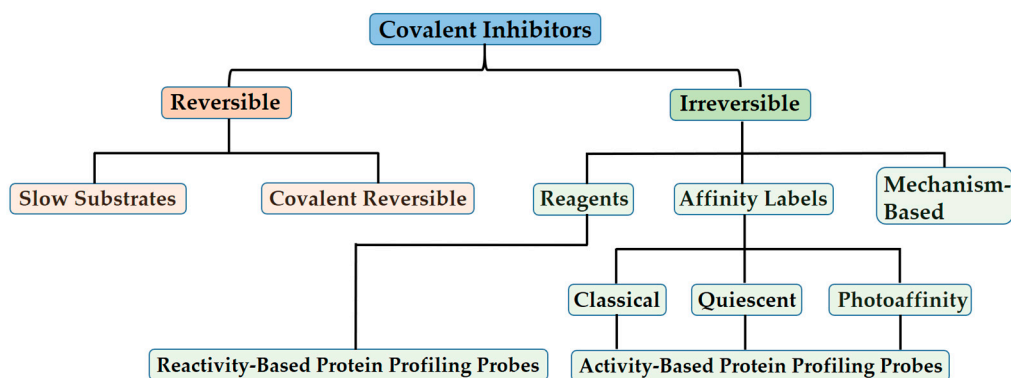 Covalent Inhibitors
Reversible
Irreversible
Slow Substrates
Covalent Reversible
Reagents
Affinity Labels
Mechanism-
Based
Classical
Quiescent
Photoaffinity
Reactivity-Based Protein Profiling Probes
Activity-Based Protein Profiling Probes